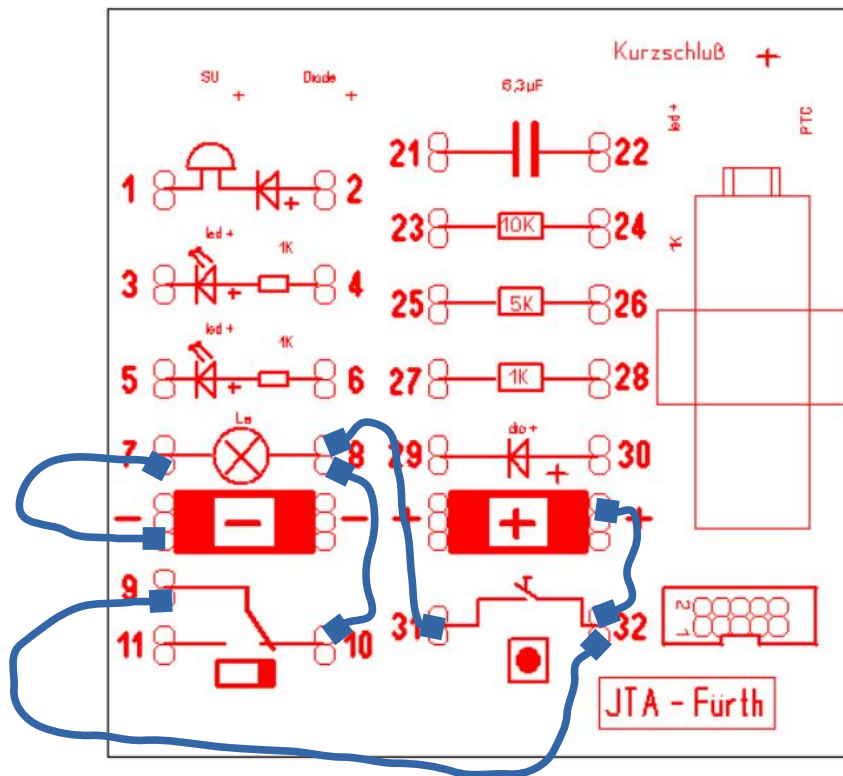 Kurzschluß +
SU + Diode +
6,3µF
led +
PTC
21 22
1 2
+
23 10K 24
led + 1K
1K
3 4
+
25 5K 26
led + 1K
5 6
+
27 1K 28
La
dio +
7 8
29 30
+
- - - + + +
9
31 32
11 10
2
1
JTA - Fürth